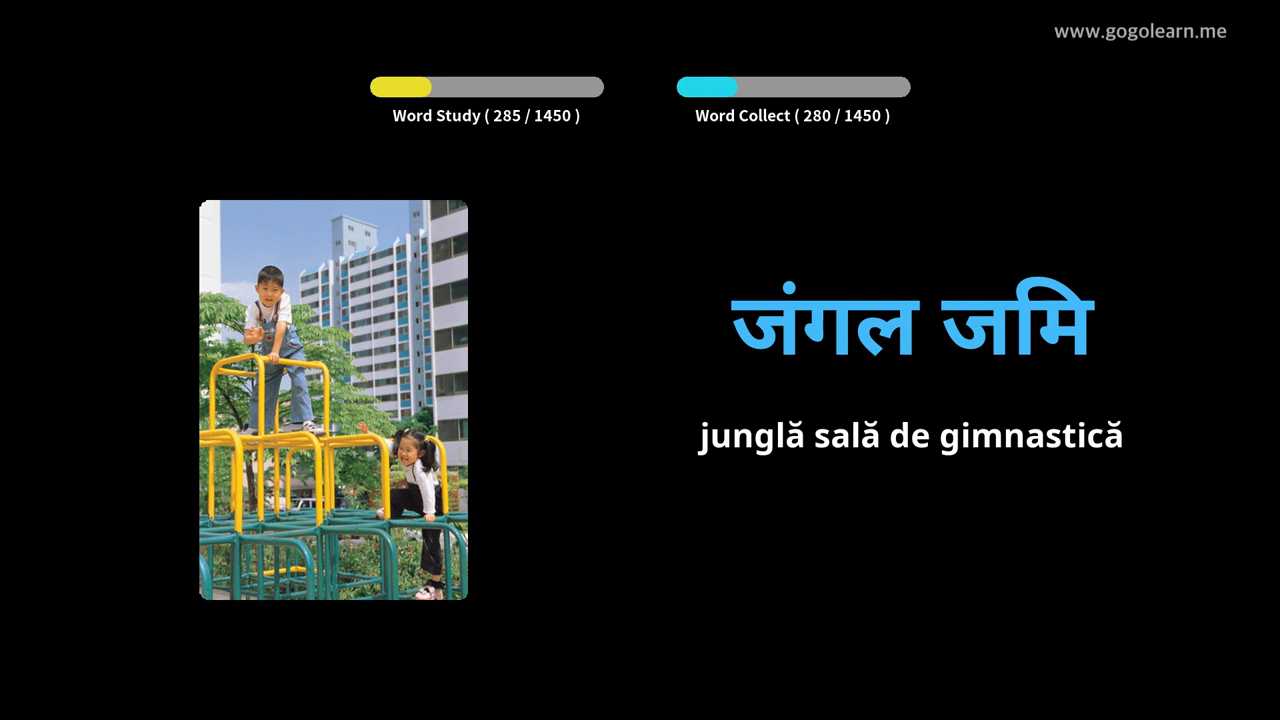 www.gogolearn.me
Word Study ( 285 / 1450 )
Word Collect ( 280 / 1450 )
जंगल जमि
junglă sală de gimnastică